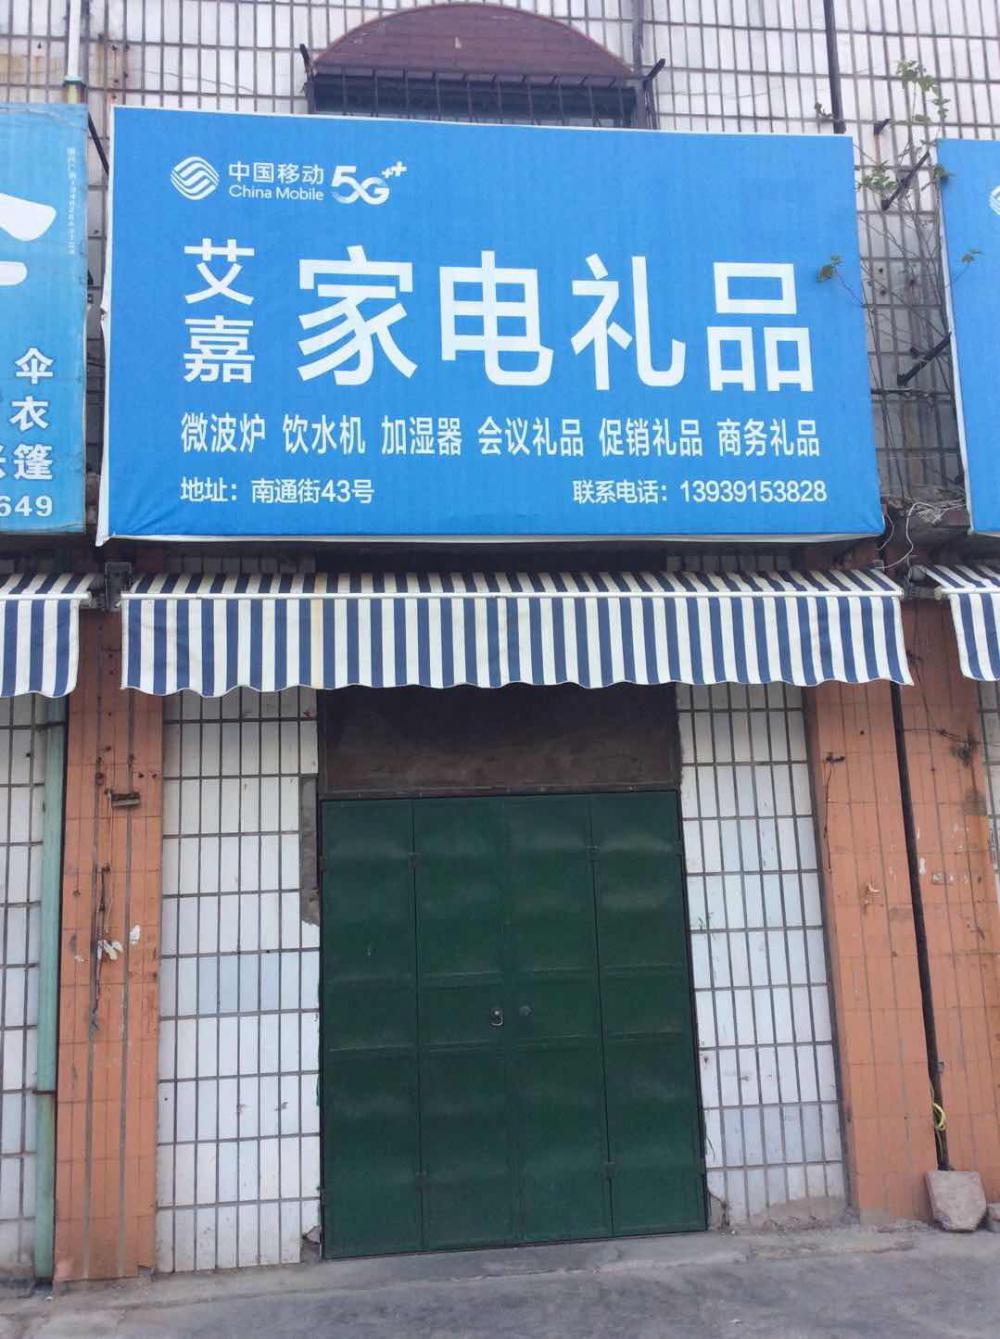 中国移动 5G++
China Mobile
艾嘉
家电礼品
微波炉 饮水机 加湿器 会议礼品 促销礼品 商务礼品
地址：南通街43号 联系电话：13939153828
伞
衣
篷
649